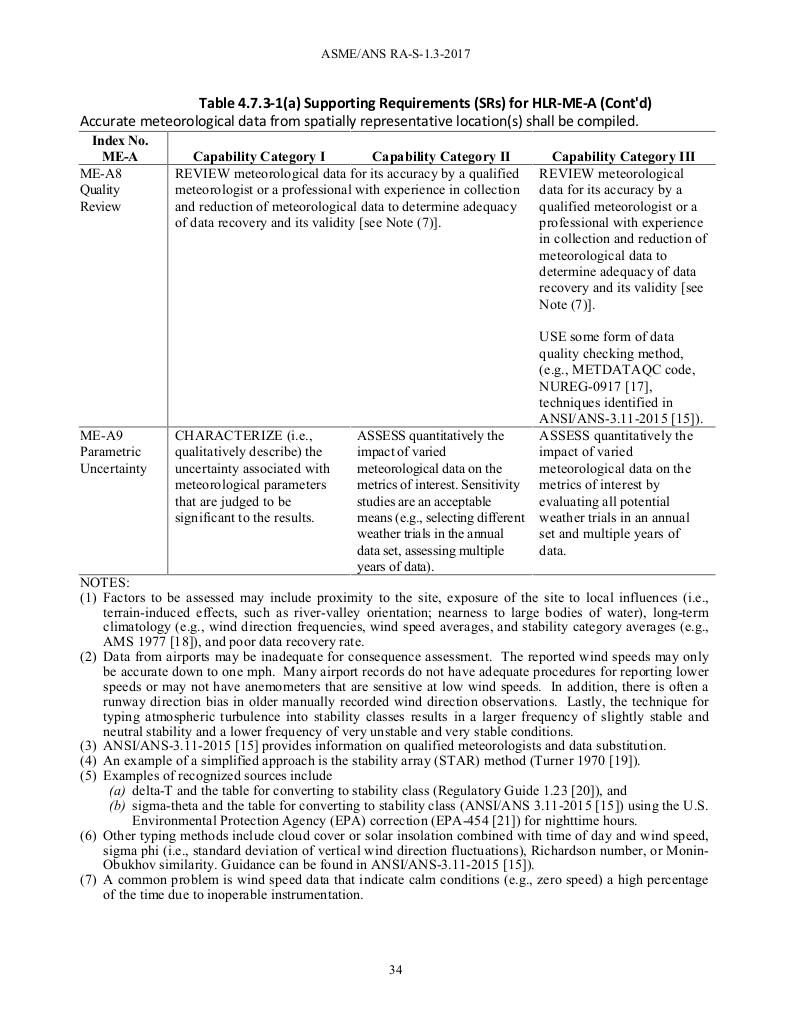 ASME/ANS RA-S-1.3-2017
Table 4.7.3-1(a) Supporting Requirements (SRs) for HLR-ME-A (Cont'd)
Accurate meteorological data from spatially representative location(s) shall be compiled.
Index No.
ME-A
Capability Category I
Capability Category II
Capability Category III
ME-A8
Quality
Review
REVIEW meteorological data for its accuracy by a qualified
meteorologist or a professional with experience in collection
and reduction of meteorological data to determine adequacy
of data recovery and its validity [see Note (7)].
REVIEW meteorological
data for its accuracy by a
qualified meteorologist or a
professional with experience
in collection and reduction of
meteorological data to
determine adequacy of data
recovery and its validity [see
Note (7)].
USE some form of data
quality checking method,
(e.g., METDATAQC code,
NUREG-0917 [17],
techniques identified in
ANSI/ANS-3.11-2015 [15]).
ME-A9
Parametric
Uncertainty
CHARACTERIZE (i.e.,
qualitatively describe) the
uncertainty associated with
meteorological parameters
that are judged to be
significant to the results.
ASSESS quantitatively the
impact of varied
meteorological data on the
metrics of interest. Sensitivity
studies are an acceptable
means (e.g., selecting different
weather trials in the annual
data set, assessing multiple
years of data).
ASSESS quantitatively the
impact of varied
meteorological data on the
metrics of interest by
evaluating all potential
weather trials in an annual
set and multiple years of
data.
NOTES:
(1) Factors to be assessed may include proximity to the site, exposure of the site to local influences (i.e.,
terrain-induced effects, such as river-valley orientation; nearness to large bodies of water), long-term
climatology (e.g., wind direction frequencies, wind speed averages, and stability category averages (e.g.,
AMS 1977 [18]), and poor data recovery rate.
(2) Data from airports may be inadequate for consequence assessment. The reported wind speeds may only
be accurate down to one mph. Many airport records do not have adequate procedures for reporting lower
speeds or may not have anemometers that are sensitive at low wind speeds. In addition, there is often a
runway direction bias in older manually recorded wind direction observations. Lastly, the technique for
typing atmospheric turbulence into stability classes results in a larger frequency of slightly stable and
neutral stability and a lower frequency of very unstable and very stable conditions.
(3) ANSI/ANS-3.11-2015 [15] provides information on qualified meteorologists and data substitution.
(4) An example of a simplified approach is the stability array (STAR) method (Turner 1970 [19]).
(5) Examples of recognized sources include
(a) delta-T and the table for converting to stability class (Regulatory Guide 1.23 [20]), and
(b) sigma-theta and the table for converting to stability class (ANSI/ANS 3.11-2015 [15]) using the U.S.
Environmental Protection Agency (EPA) correction (EPA-454 [21]) for nighttime hours.
(6) Other typing methods include cloud cover or solar insolation combined with time of day and wind speed,
sigma phi (i.e., standard deviation of vertical wind direction fluctuations), Richardson number, or Monin-
Obukhov similarity. Guidance can be found in ANSI/ANS-3.11-2015 [15]).
(7) A common problem is wind speed data that indicate calm conditions (e.g., zero speed) a high percentage
of the time due to inoperable instrumentation.
34